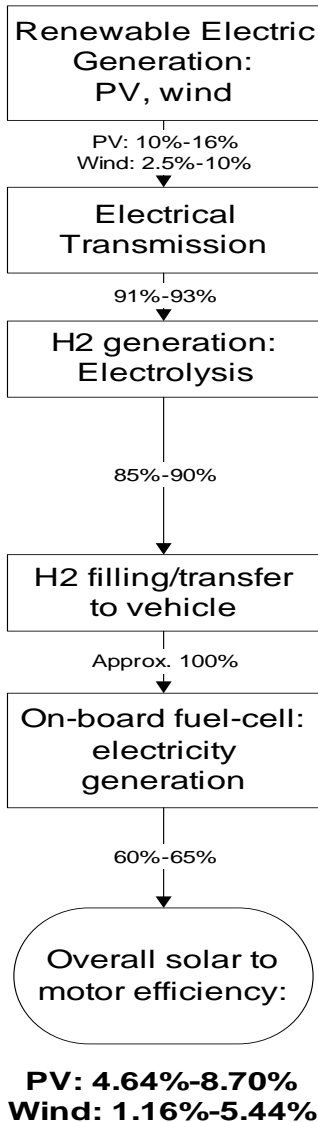 Renewable Electric
Generation:
PV, wind
PV: 10%-16%
Wind: 2.5%-10%
Electrical
Transmission
91%-93%
H2 generation:
Electrolysis
85%-90%
H2 filling/transfer
to vehicle
Approx. 100%
On-board fuel-cell:
electricity
generation
60%-65%
Overall solar to
motor efficiency:
PV: 4.64%-8.70%
Wind: 1.16%-5.44%